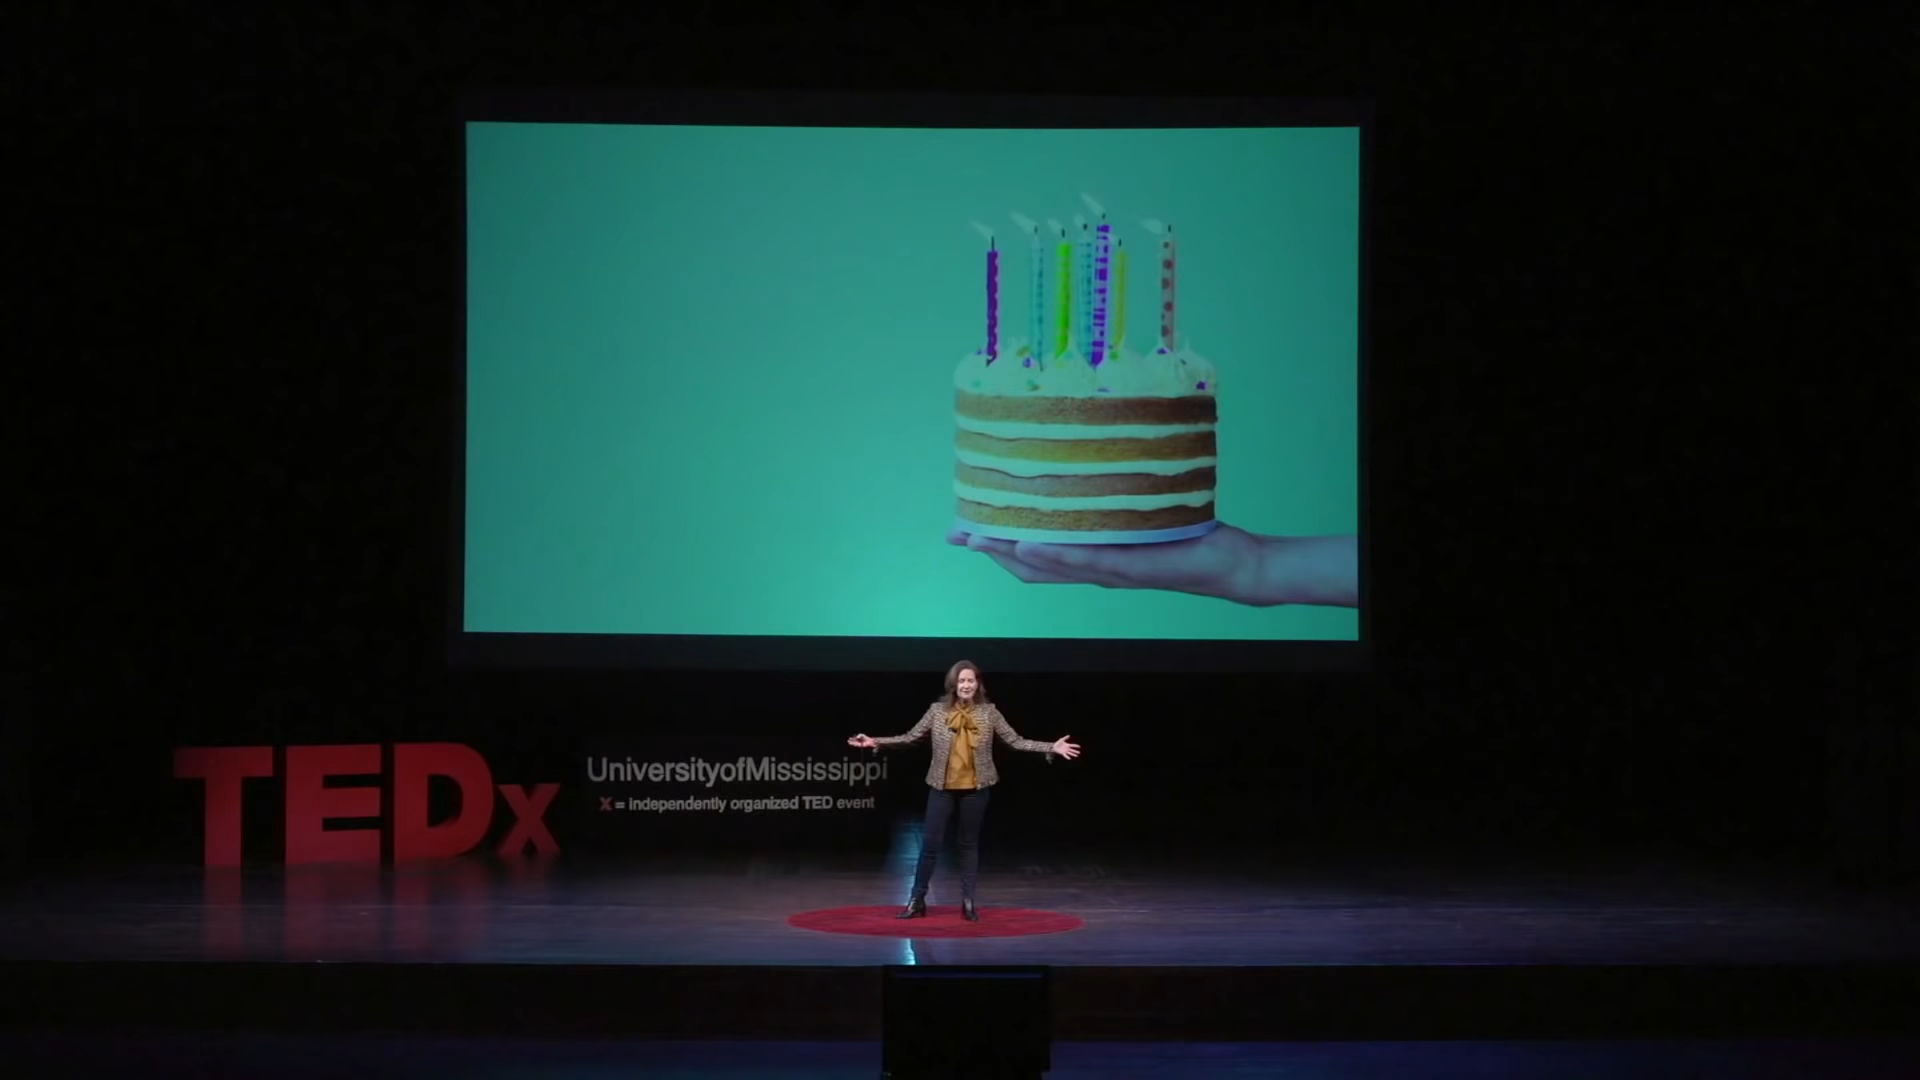 TEDx
UniversityofMississippi
X = independently organized TED event